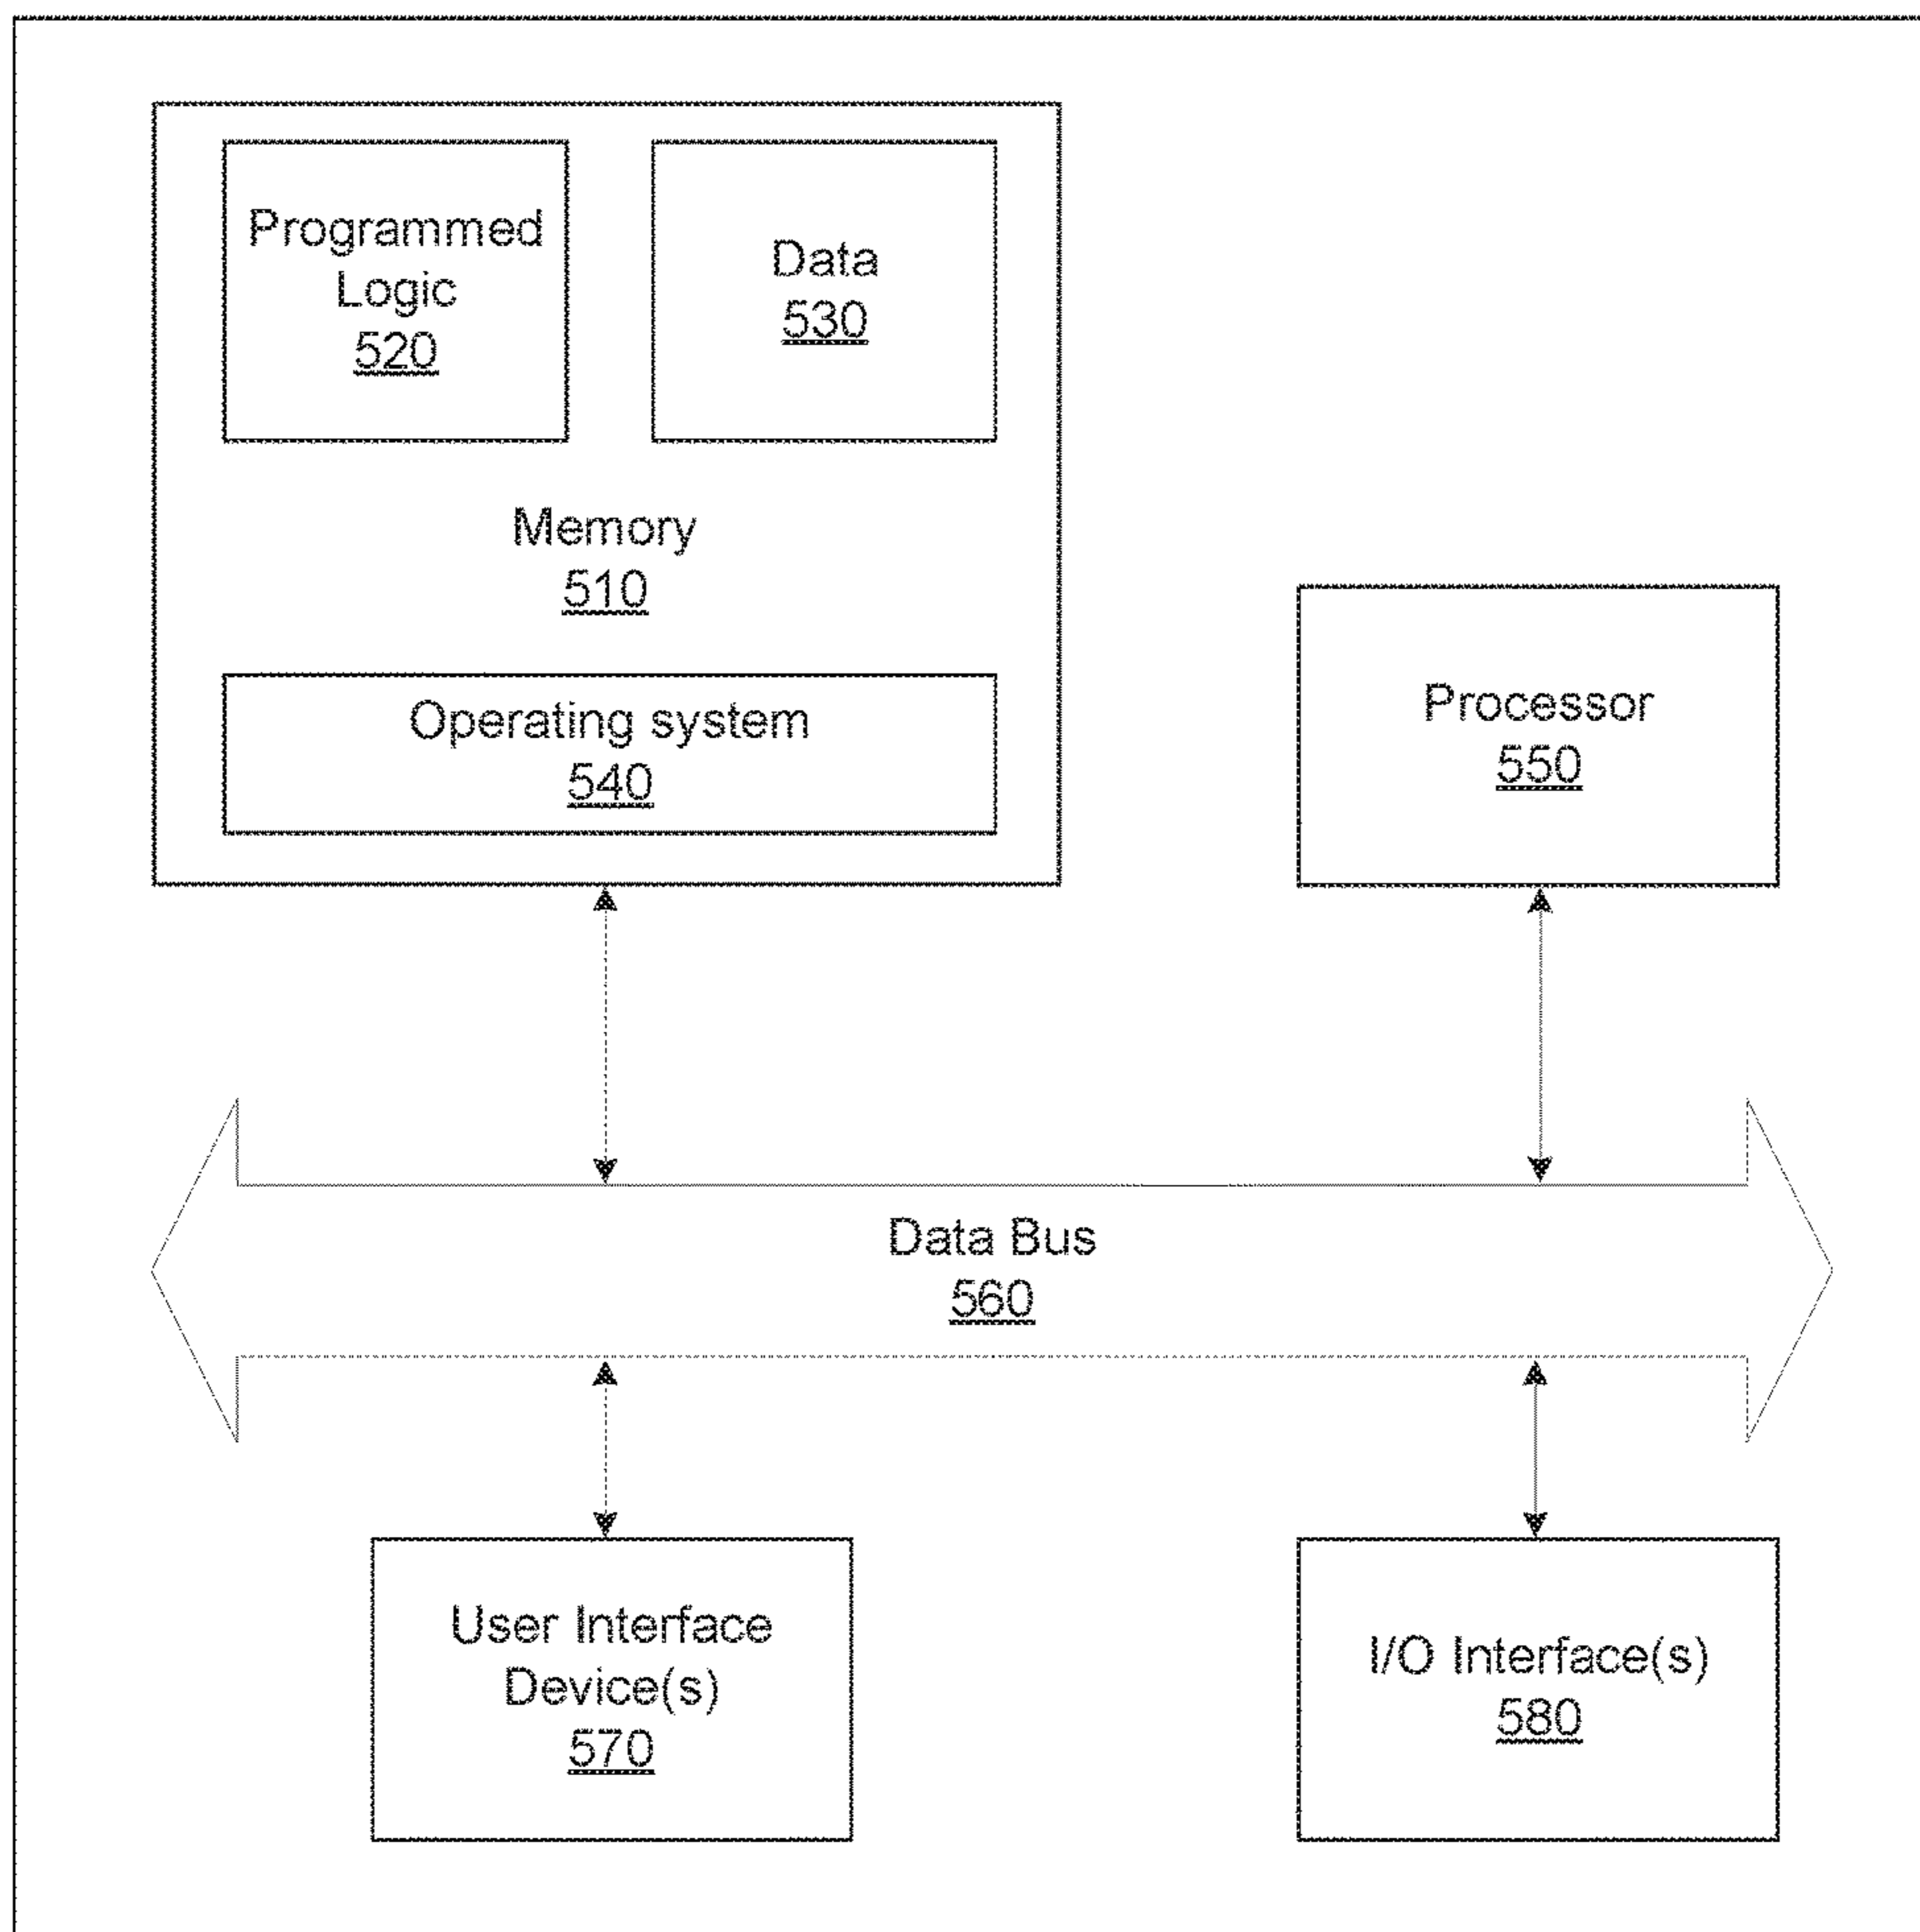 Programmed
Logic
520
Data
530
Memory
510
Operating system
540
Processor
550
Data Bus
560
User Interface
Device(s)
570
I/O Interface(s)
580